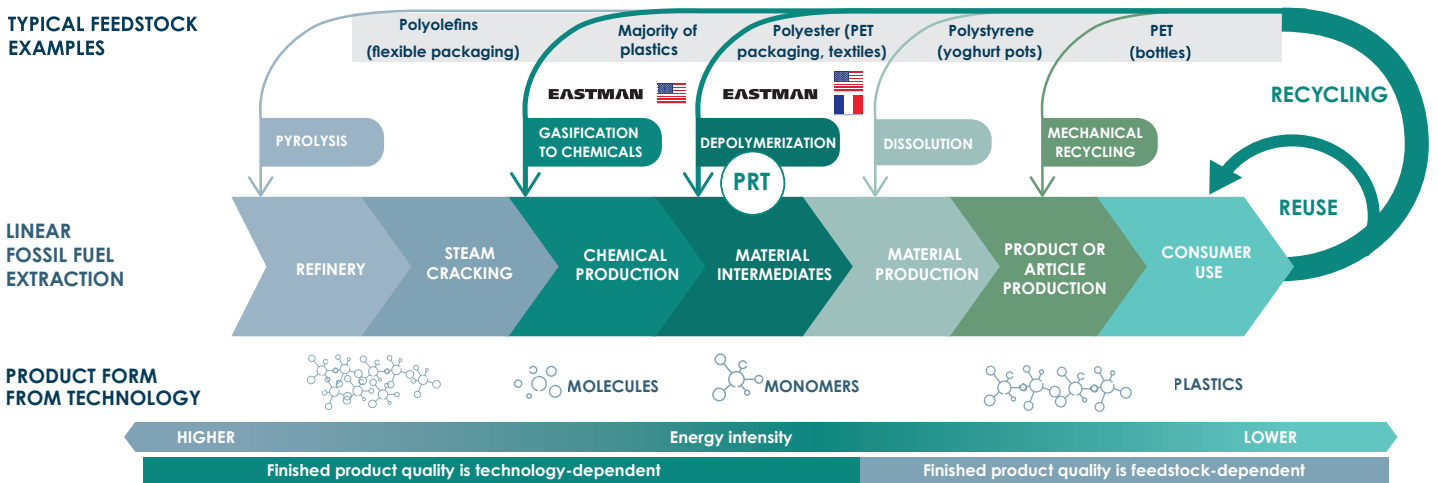 TYPICAL FEEDSTOCK
EXAMPLES
Polyolefins
(flexible packaging)
Majority of
plastics
Polyester (PET
packaging, textiles)
Polystyrene
(yoghurt pots)
PET
(bottles)
EASTMAN
EASTMAN
RECYCLING
PYROLYSIS
GASIFICATION
TO CHEMICALS
DEPOLYMERIZATION
DISSOLUTION
MECHANICAL
RECYCLING
PRT
REUSE
LINEAR
FOSSIL FUEL
EXTRACTION
REFINERY
STEAM
CRACKING
CHEMICAL
PRODUCTION
MATERIAL
INTERMEDIATES
MATERIAL
PRODUCTION
PRODUCT OR
ARTICLE
PRODUCTION
CONSUMER
USE
PRODUCT FORM
FROM TECHNOLOGY
MOLECULES
MONOMERS
PLASTICS
HIGHER
Energy intensity
LOWER
Finished product quality is technology-dependent
Finished product quality is feedstock-dependent